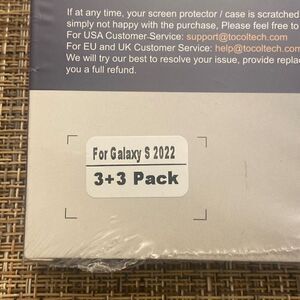 If at any time, your screen protector / case is scratched
simply not happy with the purchase, Please feel free to
For USA Customer Service: support@tocoltech.com
For EU and UK Customer Service: help@tocoltech.com
We will try our best to resolve your issue, provide replac
you a full refund.
For Galaxy S 2022
3+3 Pack